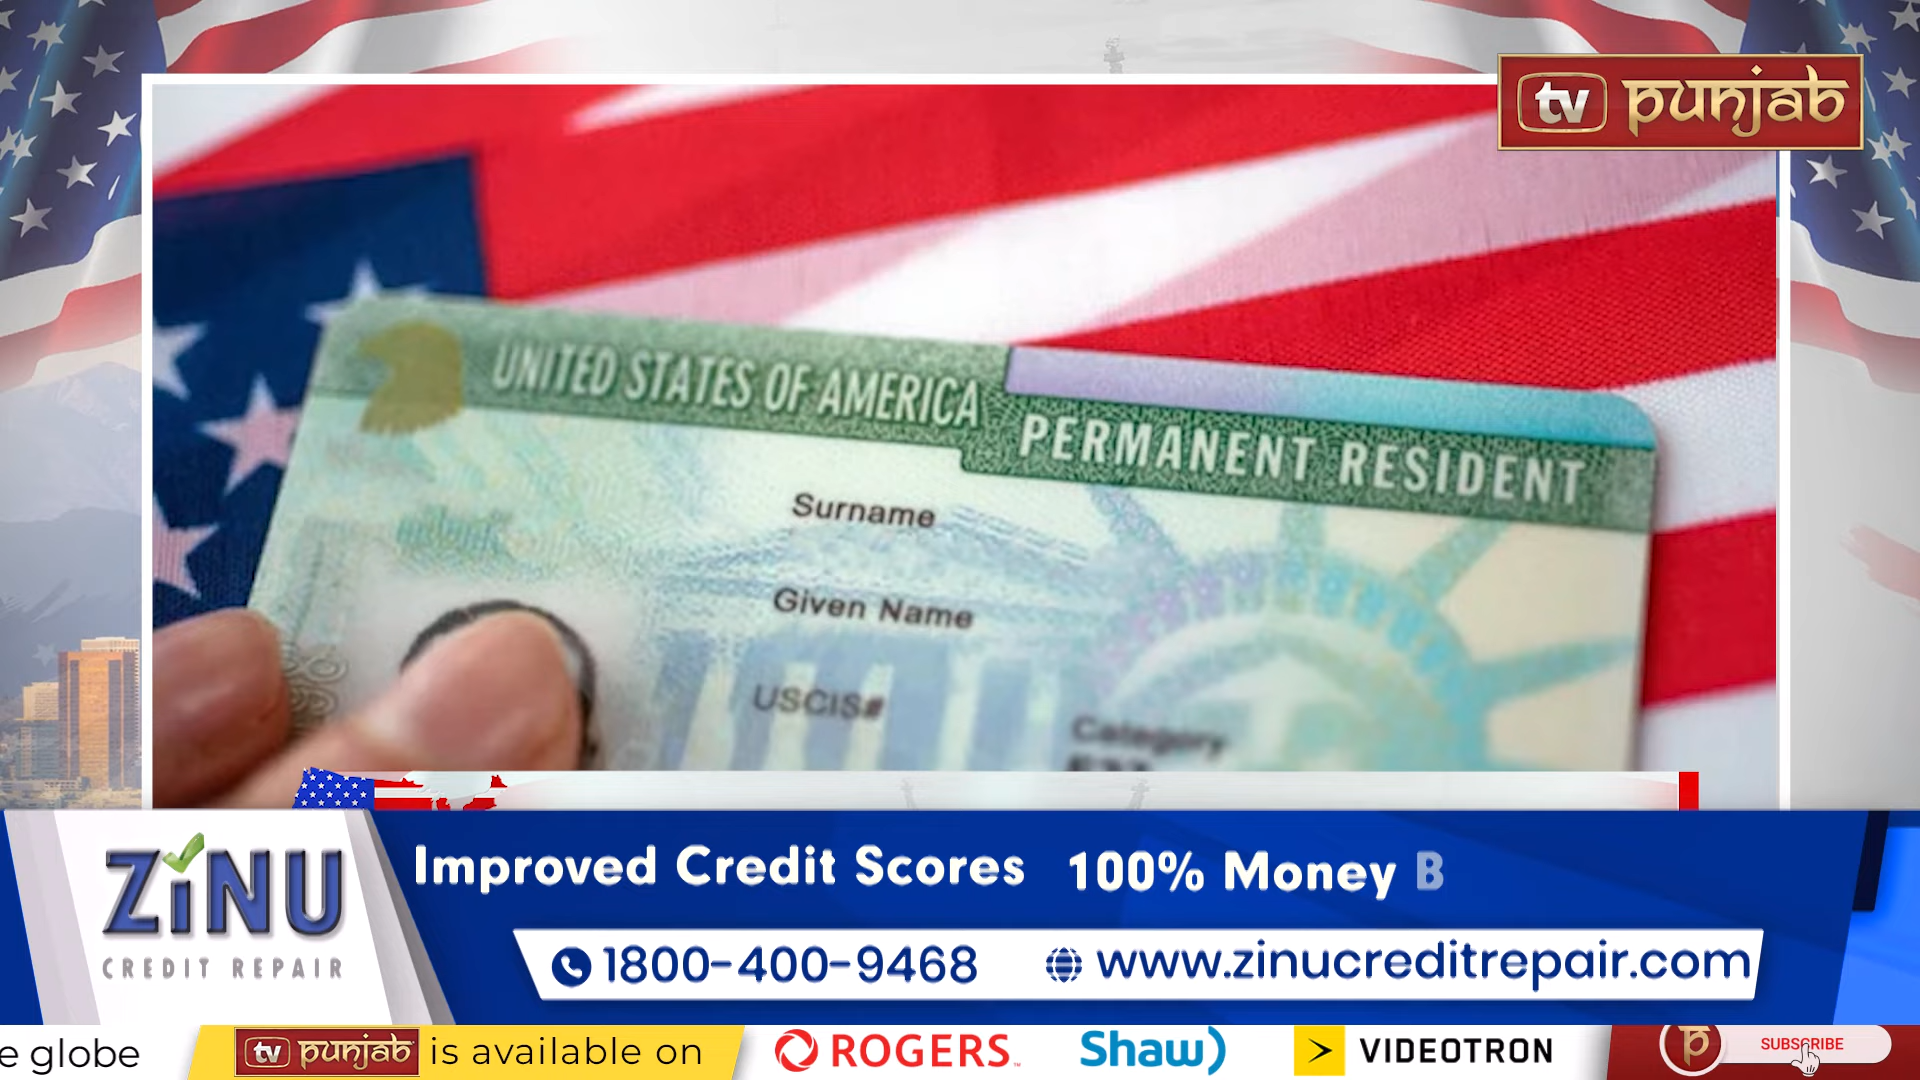 tv punjab
UNITED STATES OF AMERICA
PERMANENT RESIDENT
Surname
Given Name
USCIS#
Category
ZiNU
CREDIT REPAIR
Improved Credit Scores 100% Money B
1800-400-9468 www.zinucreditrepair.com
e globe tv punjab is available on ROGERS Shaw) VIDEOTRON P SUBSCRIBE